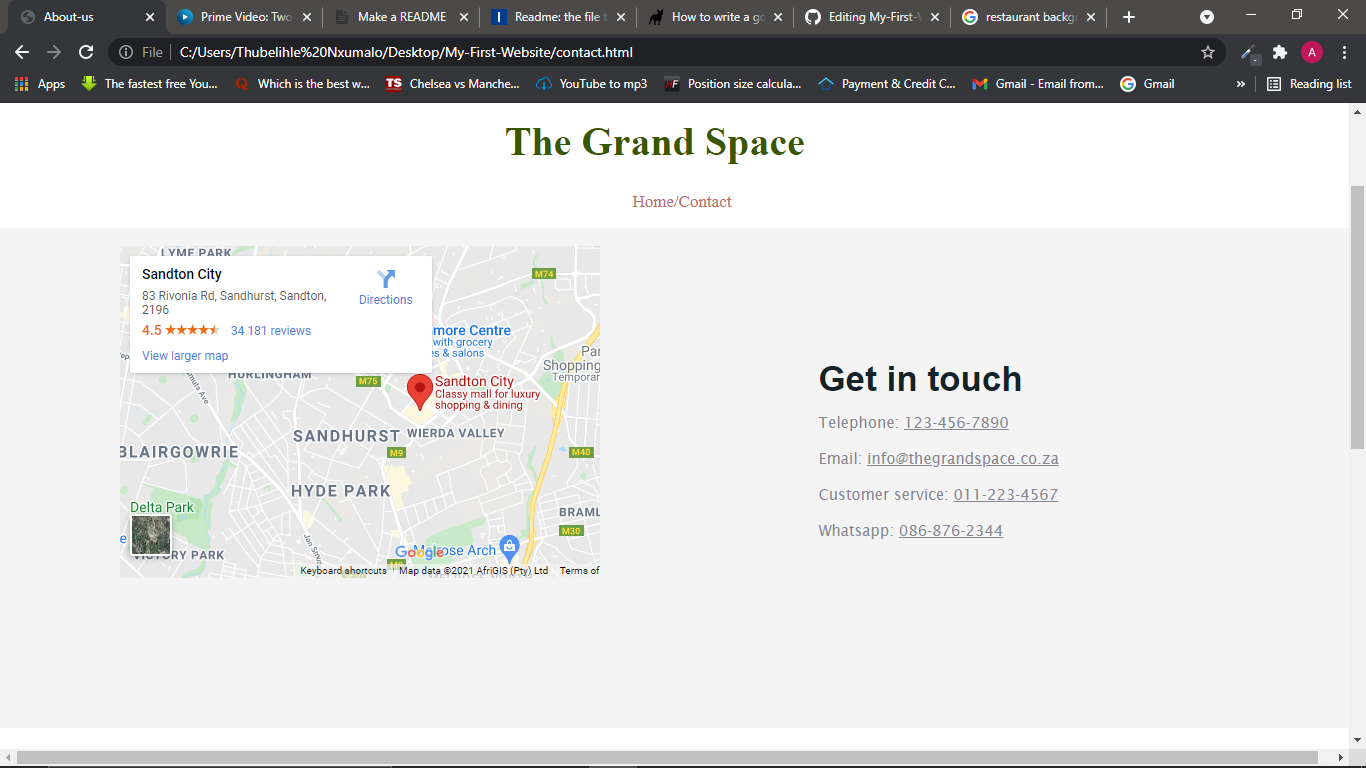 About-us
Prime Video: Two
Make a README
Readme: the file t
How to write a go
Editing My-First-V
restaurant backg
File
C:/Users/Thubelihle%20Nxumalo/Desktop/My-First-Website/contact.html
A
Apps
The fastest free You...
Which is the best w...
TS
Chelsea vs Manche...
YouTube to mp3
Position size calcula...
Payment & Credit C...
Gmail - Email from...
Gmail
»
Reading list
The Grand Space
Home/Contact
LYME PARK
Sandton City
83 Rivonia Rd, Sandhurst, Sandton,
2196
4.5
34 181 reviews
View larger map
Directions
M74
more Centre
with grocery
es & salons
Shopping
Temporar
HURLINGHAM
M75
Sandton City
Classy mall for luxury
shopping & dining
SANDHURST
WIERDA VALLEY
BLAIRGOWRIE
M9
M40
HYDE PARK
Delta Park
BRAML
M30
VICTORY PARK
Jan Smuts
Google
Melrose Arch
MELROSE NORTH
Keyboard shortcuts
Map data ©2021 AfriGIS (Pty) Ltd
Terms of
Get in touch
Telephone: 123-456-7890
Email: info@thegrandspace.co.za
Customer service: 011-223-4567
Whatsapp: 086-876-2344